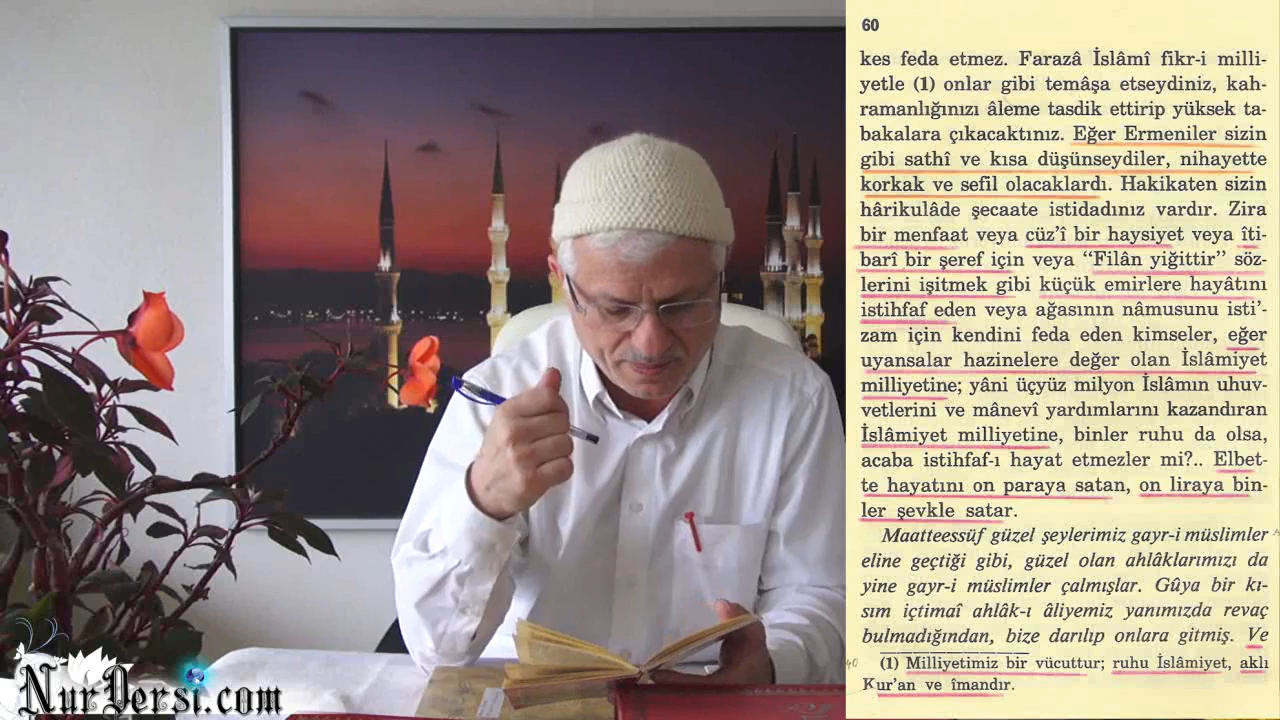 60
kes feda etmez. Farazâ İslâmî fikr-i milli-
yetle (1) onlar gibi temâşa etseydiniz, kah-
ramanlığınızı âleme tasdik ettirip yüksek ta-
bakalara çıkacaktınız. Eğer Ermeniler sizin
gibi sathî ve kısa düşünseydiler, nihayette
korkak ve sefil olacaklardı. Hakikaten sizin
hârikulâde şecaate istidadınız vardır. Zira
bir menfaat veya cüz'î bir haysiyet veya îti-
barî bir şeref için veya “Filân yiğittir” söz-
lerini işitmek gibi küçük emirlere hayâtını
istihfaf eden veya ağasının nâmusunu isti'-
zam için kendini feda eden kimseler, eğer
uyansalar hazinelere değer olan İslâmiyet
milliyetine; yâni üçyüz milyon İslâmın uhuv-
vetlerini ve mânevî yardımlarını kazandıran
İslâmiyet milliyetine, binler ruhu da olsa,
acaba istihfaf-ı hayat etmezler mi?.. Elbet-
te hayatını on paraya satan, on liraya bin-
ler şevkle satar.
Maatteessüf güzel şeylerimiz gayr-i müslimler
eline geçtiği gibi, güzel olan ahlâklarımızı da
yine gayr-i müslimler çalmışlar. Gûya bir kı-
sım içtimaî ahlâk-ı âliyemiz yanımızda revaç
bulmadığından, bize darılıp onlara gitmiş. Ve
(1) Milliyetimiz bir vücuttur; ruhu İslâmiyet, aklı
Kur'an ve îmandır.
NurDersi.com